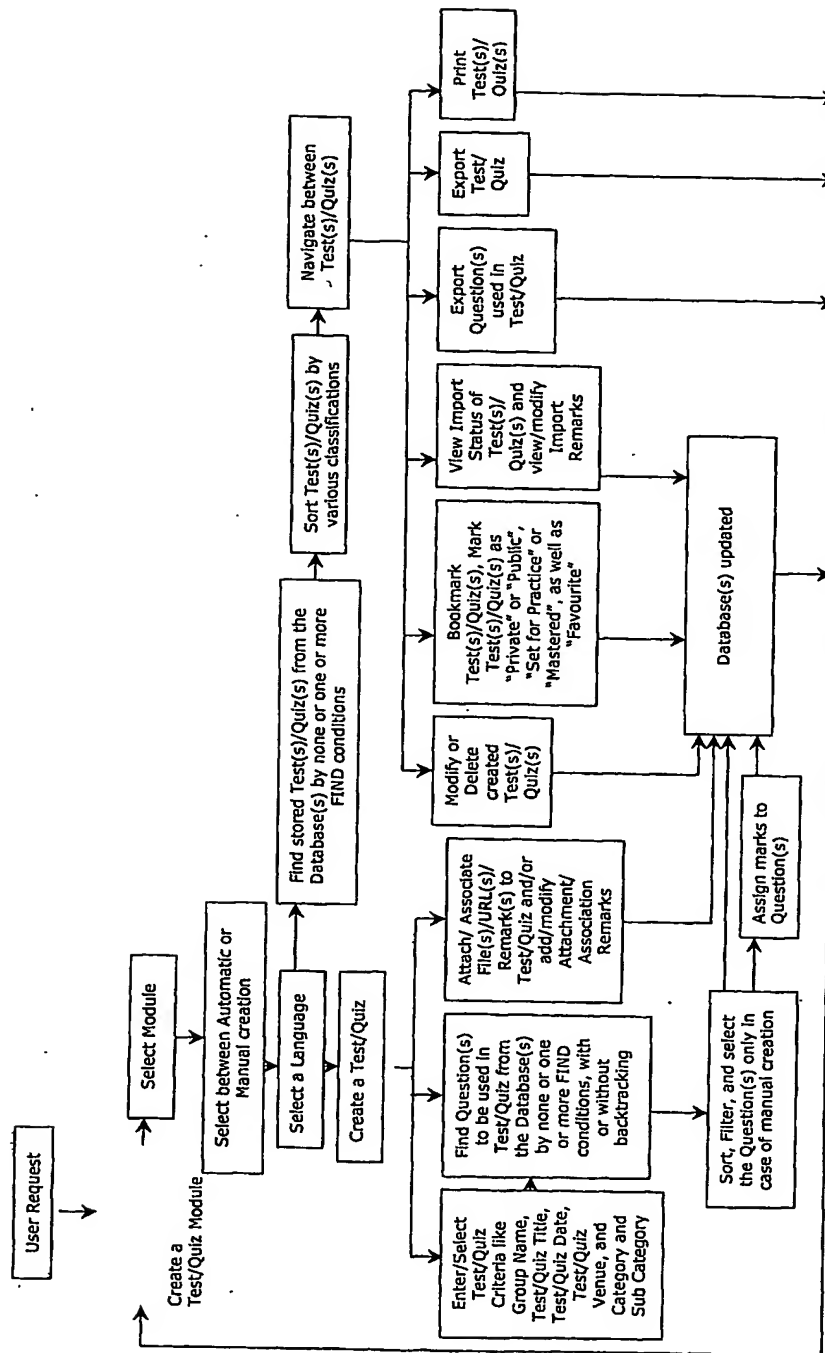 User Request
Create a
Test/Quiz Module
Select Module
Select between Automatic or
Manual creation
Select a Language
Create a Test/Quiz
Find stored Test(s)/Quiz(s) from the
Database(s) by none or one or more
FIND conditions
Sort Test(s)/Quiz(s) by
various classifications
Navigate between
Test(s)/Quiz(s)
Enter/Select
Test/Quiz
Criteria like
Group Name,
Test/Quiz Title,
Test/Quiz Date,
Test/Quiz
Venue, and
Category and
Sub Category
Find Question(s)
to be used in
Test/Quiz from
the Database(s)
by none or one
or more FIND
conditions, with
or without
backtracking
Attach/ Associate
File(s)/URL(s)/
Remark(s) to
Test/Quiz and/or
add/modify
Attachment/
Association
Remarks
Modify or
Delete
created
Test(s)/
Quiz(s)
Bookmark
Test(s)/Quiz(s), Mark
Test(s)/Quiz(s) as
"Private" or "Public",
"Set for Practice" or
"Mastered", as well as
"Favourite"
View Import
Status of
Test(s)/
Quiz(s) and
view/modify
Import
Remarks
Export
Question(s)
used in
Test/Quiz
Export
Test/
Quiz
Print
Test(s)/
Quiz(s)
Sort, Filter, and select
the Question(s) only in
case of manual creation
Assign marks to
Question(s)
Database(s) updated